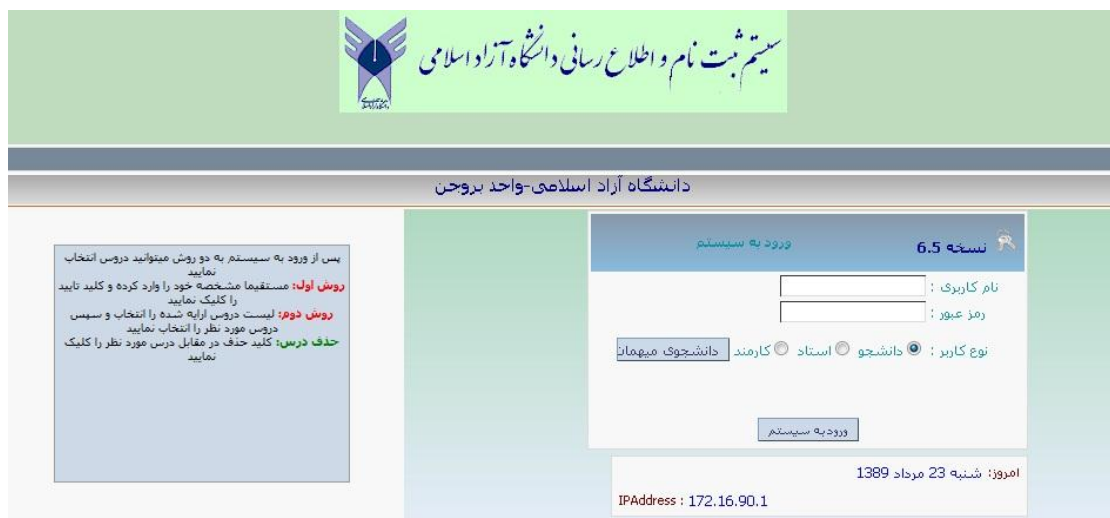 سیستم ثبت نام و اطلاع رسانی دانشگاه آزاد اسلامی
دانشگاه آزاد اسلامی-واحد بروجن
نسخه 6.5
ورود به سیستم
نام کاربری :
رمز عبور :
نوع کاربر : دانشجو استاد کارمند دانشجوی میهمان
ورودبه سیستم
امروز: شنبه 23 مرداد 1389
IPAddress : 172.16.90.1
پس از ورود به سیستم به دو روش میتوانید دروس انتخاب
نمایید
روش اول: مستقیما مشخصه خود را وارد کرده و کلید تایید
را کلیک نمایید
روش دوم: لیست دروس ارایه شده را انتخاب و سپس
دروس مورد نظر را انتخاب نمایید
حذف درس: کلید حذف در مقابل درس مورد نظر را کلیک
نمایید